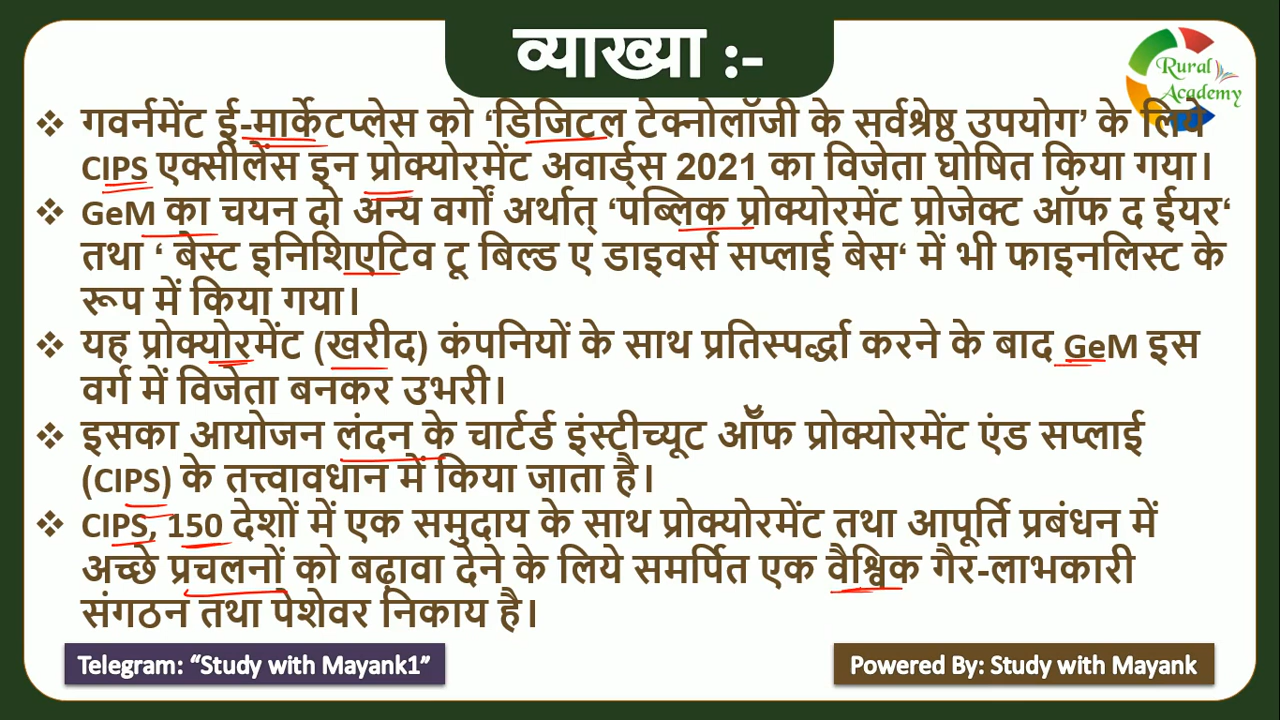 व्याख्या :-
Rural
Academy
❖ गवर्नमेंट ई-मार्केटप्लेस को ‘डिजिटल टेक्नोलॉजी के सर्वश्रेष्ठ उपयोग’ के लिये
CIPS एक्सीलेंस इन प्रोक्योरमेंट अवार्ड्स 2021 का विजेता घोषित किया गया।
❖ GeM का चयन दो अन्य वर्गों अर्थात् ‘पब्लिक प्रोक्योरमेंट प्रोजेक्ट ऑफ द ईयर‘
तथा ‘ बेस्ट इनिशिएटिव टू बिल्ड ए डाइवर्स सप्लाई बेस‘ में भी फाइनलिस्ट के
रूप में किया गया।
❖ यह प्रोक्योरमेंट (खरीद) कंपनियों के साथ प्रतिस्पर्द्धा करने के बाद GeM इस
वर्ग में विजेता बनकर उभरी।
❖ इसका आयोजन लंदन के चार्टर्ड इंस्टीच्यूट ऑॅफ प्रोक्योरमेंट एंड सप्लाई
(CIPS) के तत्त्वावधान में किया जाता है।
❖ CIPS, 150 देशों में एक समुदाय के साथ प्रोक्योरमेंट तथा आपूर्ति प्रबंधन में
अच्छे प्रचलनों को बढ़ावा देने के लिये समर्पित एक वैश्विक गैर-लाभकारी
संगठन तथा पेशेवर निकाय है।
Telegram: “Study with Mayank1”
Powered By: Study with Mayank